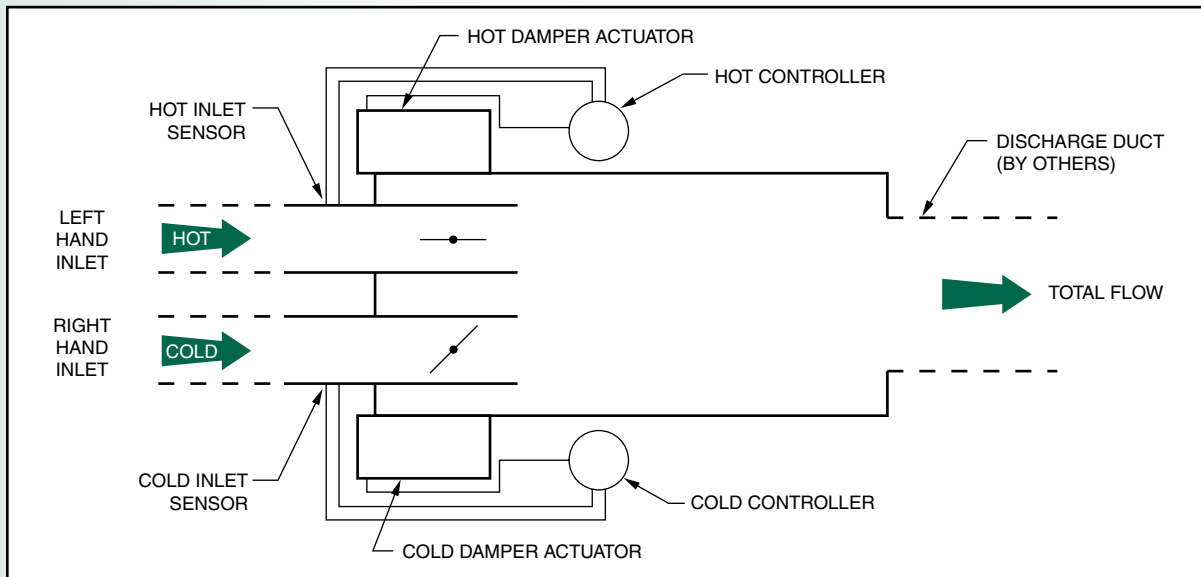 HOT DAMPER ACTUATOR
HOT CONTROLLER
HOT INLET
SENSOR
DISCHARGE DUCT
(BY OTHERS)
LEFT
HAND
INLET
HOT
TOTAL FLOW
RIGHT
HAND
INLET
COLD
COLD INLET
SENSOR
COLD CONTROLLER
COLD DAMPER ACTUATOR